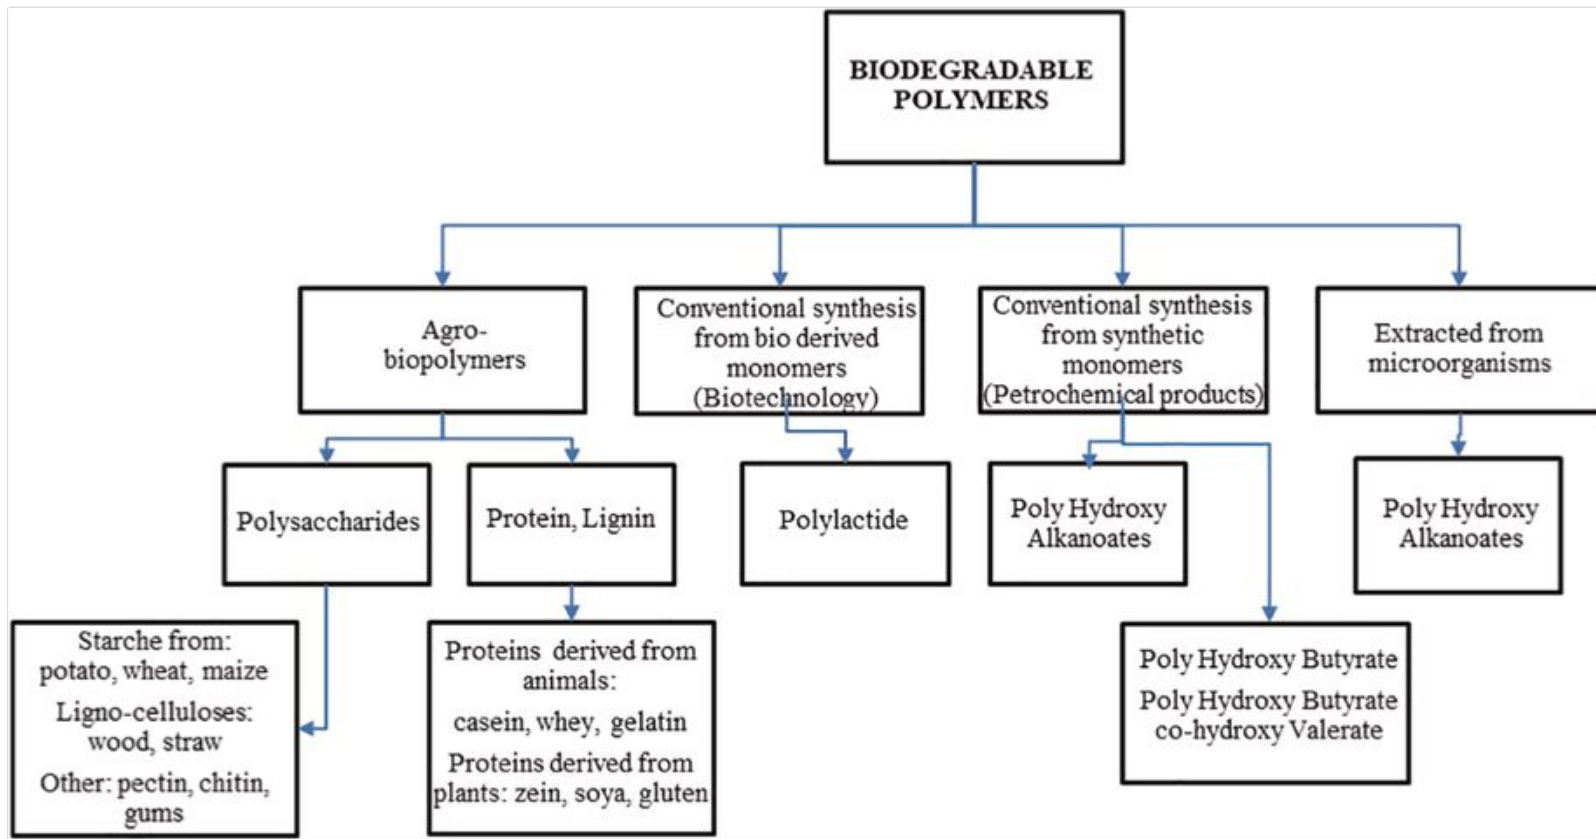 BIODEGRADABLE
POLYMERS
Agro-
biopolymers
Conventional synthesis
from bio derived
monomers
(Biotechnology)
Conventional synthesis
from synthetic
monomers
(Petrochemical products)
Extracted from
microorganisms
Polysaccharides
Protein, Lignin
Polylactide
Poly Hydroxy
Alkanoates
Poly Hydroxy
Alkanoates
Starche from:
potato, wheat, maize
Ligno-celluloses:
wood, straw
Other: pectin, chitin,
gums
Proteins derived from
animals:
casein, whey, gelatin
Proteins derived from
plants: zein, soya, gluten
Poly Hydroxy Butyrate
Poly Hydroxy Butyrate
co-hydroxy Valerate